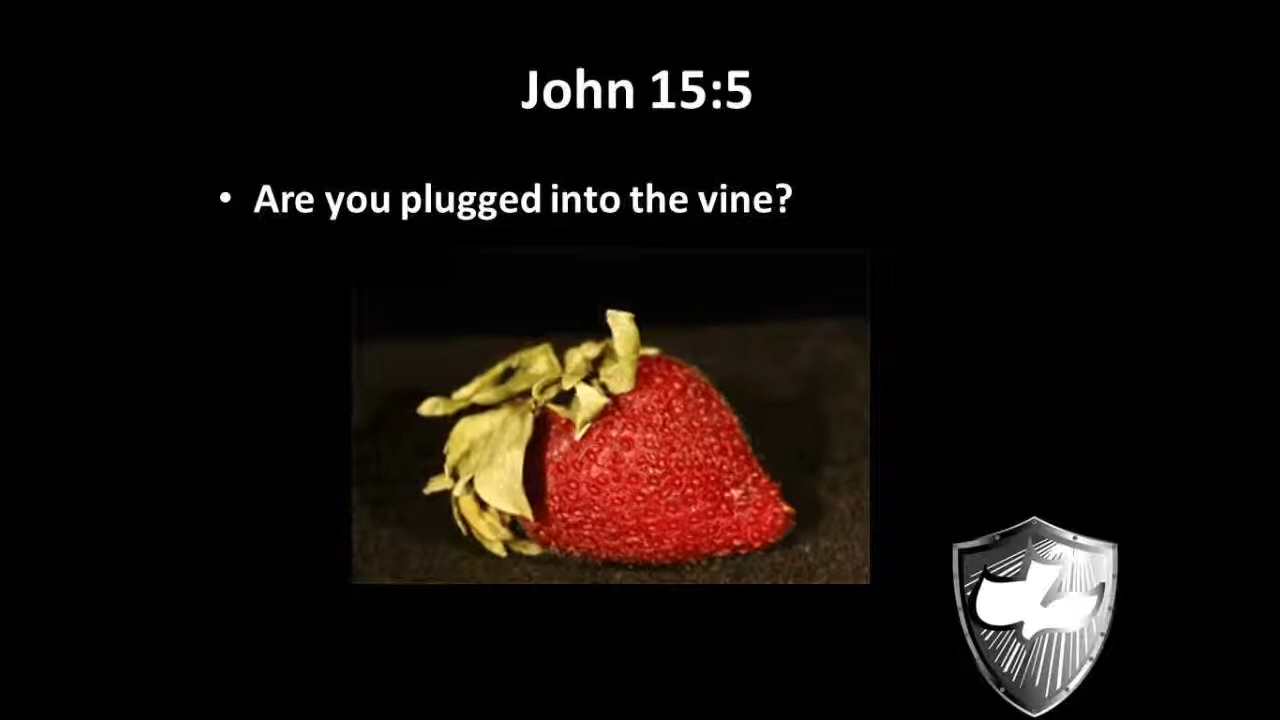 John 15:5
• Are you plugged into the vine?